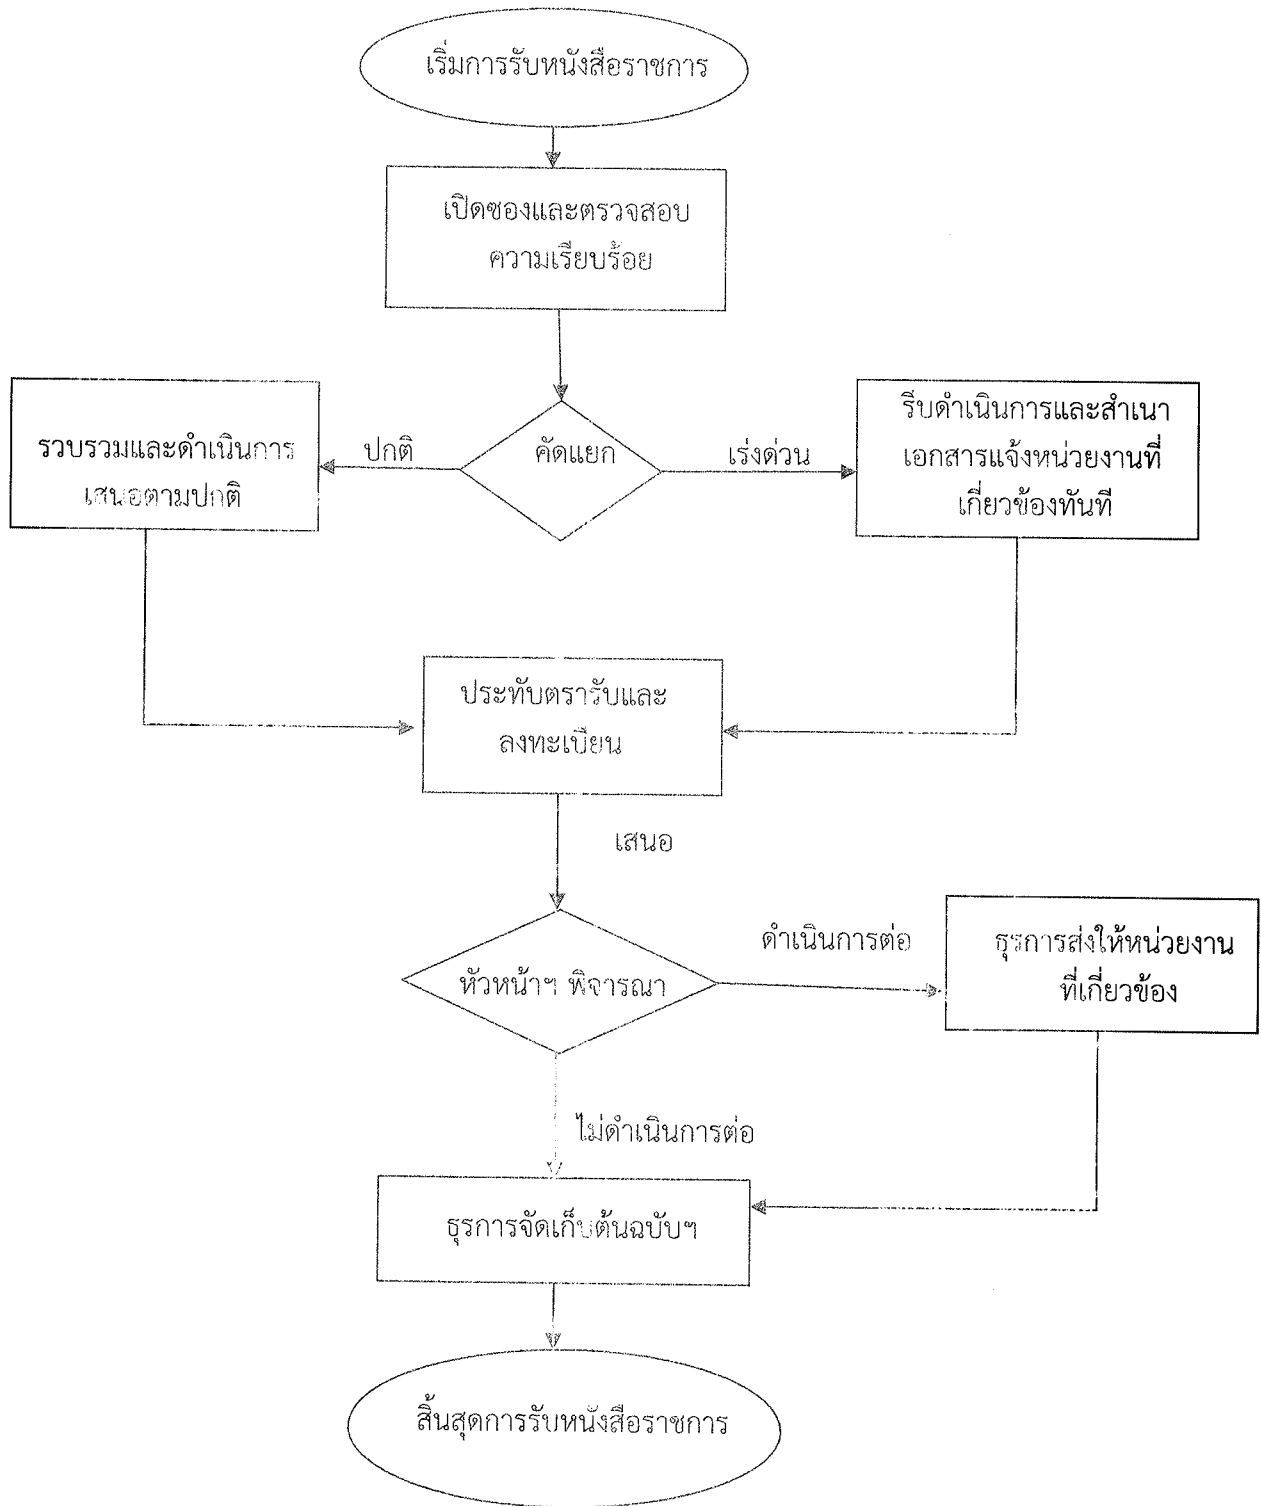 เริ่มการรับหนังสือราชการ
เปิดซองและตรวจสอบ
ความเรียบร้อย
รวบรวมและดำเนินการ
เสนอตามปกติ
ปกติ
คัดแยก
เร่งด่วน
รีบดำเนินการและสำเนา
เอกสารแจ้งหน่วยงานที่
เกี่ยวข้องทันที
ประทับตรารับและ
ลงทะเบียน
เสนอ
หัวหน้าฯ พิจารณา
ดำเนินการต่อ
ธุรการส่งให้หน่วยงาน
ที่เกี่ยวข้อง
ไม่ดำเนินการต่อ
ธุรการจัดเก็บต้นฉบับฯ
สิ้นสุดการรับหนังสือราชการ